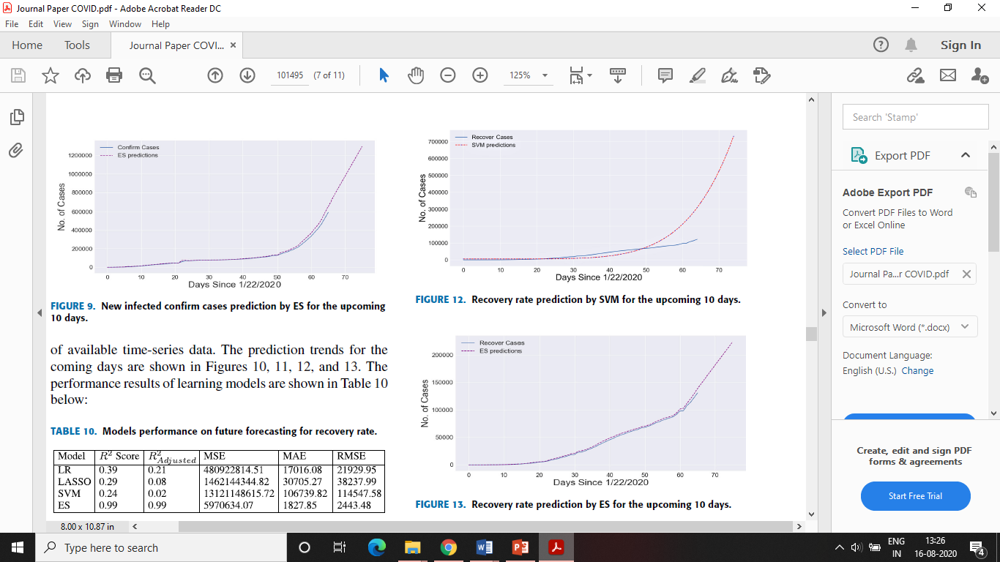 Journal Paper COVID.pdf - Adobe Acrobat Reader DC
File Edit View Sign Window Help
Home Tools Journal Paper COVI... × Sign In
101495 (7 of 11) 125%
Confirm Cases
ES predictions
1200000
1000000
800000
600000
400000
200000
0
No. of Cases
0 10 20 30 40 50 60 70
Days Since 1/22/2020
FIGURE 9. New infected confirm cases prediction by ES for the upcoming
10 days.
of available time-series data. The prediction trends for the
coming days are shown in Figures 10, 11, 12, and 13. The
performance results of learning models are shown in Table 10
below:
TABLE 10. Models performance on future forecasting for recovery rate.
Model R² Score R²Adjusted MSE MAE RMSE
LR 0.39 0.21 480922814.51 17016.08 21929.95
LASSO 0.29 0.08 1462144344.82 30705.27 38237.99
SVM 0.24 0.02 13121148615.72 106739.82 114547.58
ES 0.99 0.99 5970634.07 1827.85 2443.48
Recover Cases
SVM predictions
700000
600000
500000
400000
300000
200000
100000
0
No. of Cases
0 10 20 30 40 50 60 70
Days Since 1/22/2020
FIGURE 12. Recovery rate prediction by SVM for the upcoming 10 days.
Recover Cases
ES predictions
200000
150000
100000
50000
0
No. of Cases
0 10 20 30 40 50 60 70
Days Since 1/22/2020
FIGURE 13. Recovery rate prediction by ES for the upcoming 10 days.
8.00 x 10.87 in
Search 'Stamp'
Export PDF
Adobe Export PDF
Convert PDF Files to Word
or Excel Online
Select PDF File
Journal Pa...r COVID.pdf
Convert to
Microsoft Word (*.docx)
Document Language:
English (U.S.) Change
Create, edit and sign PDF
forms & agreements
Start Free Trial
Type here to search
ENG
IN
13:26
16-08-2020
4